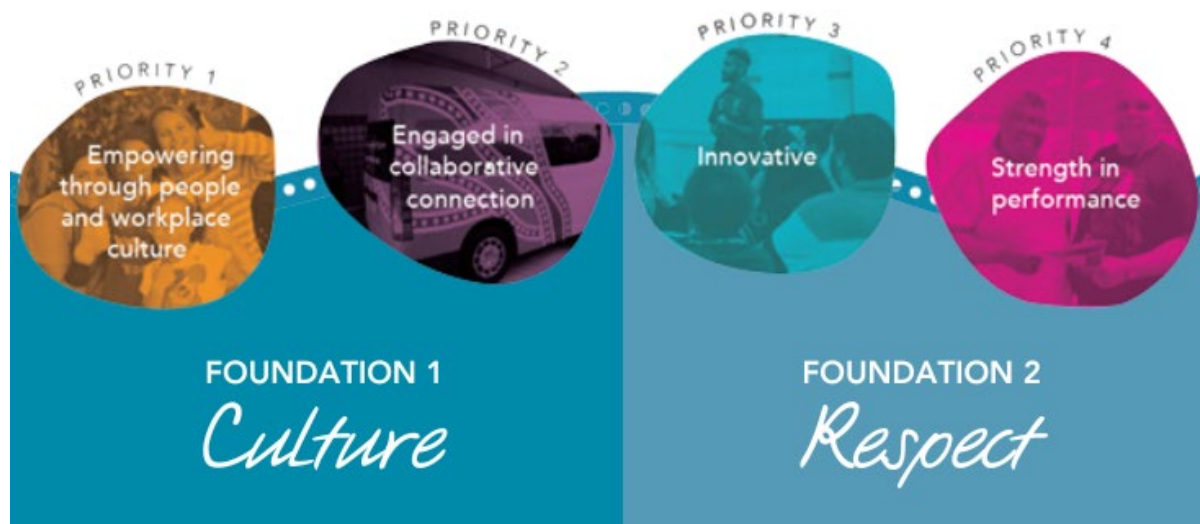 PRIORITY 1
Empowering
through people
and workplace
culture
PRIORITY 2
Engaged in
collaborative
connection
PRIORITY 3
Innovative
PRIORITY 4
Strength in
performance
FOUNDATION 1
Culture
FOUNDATION 2
Respect